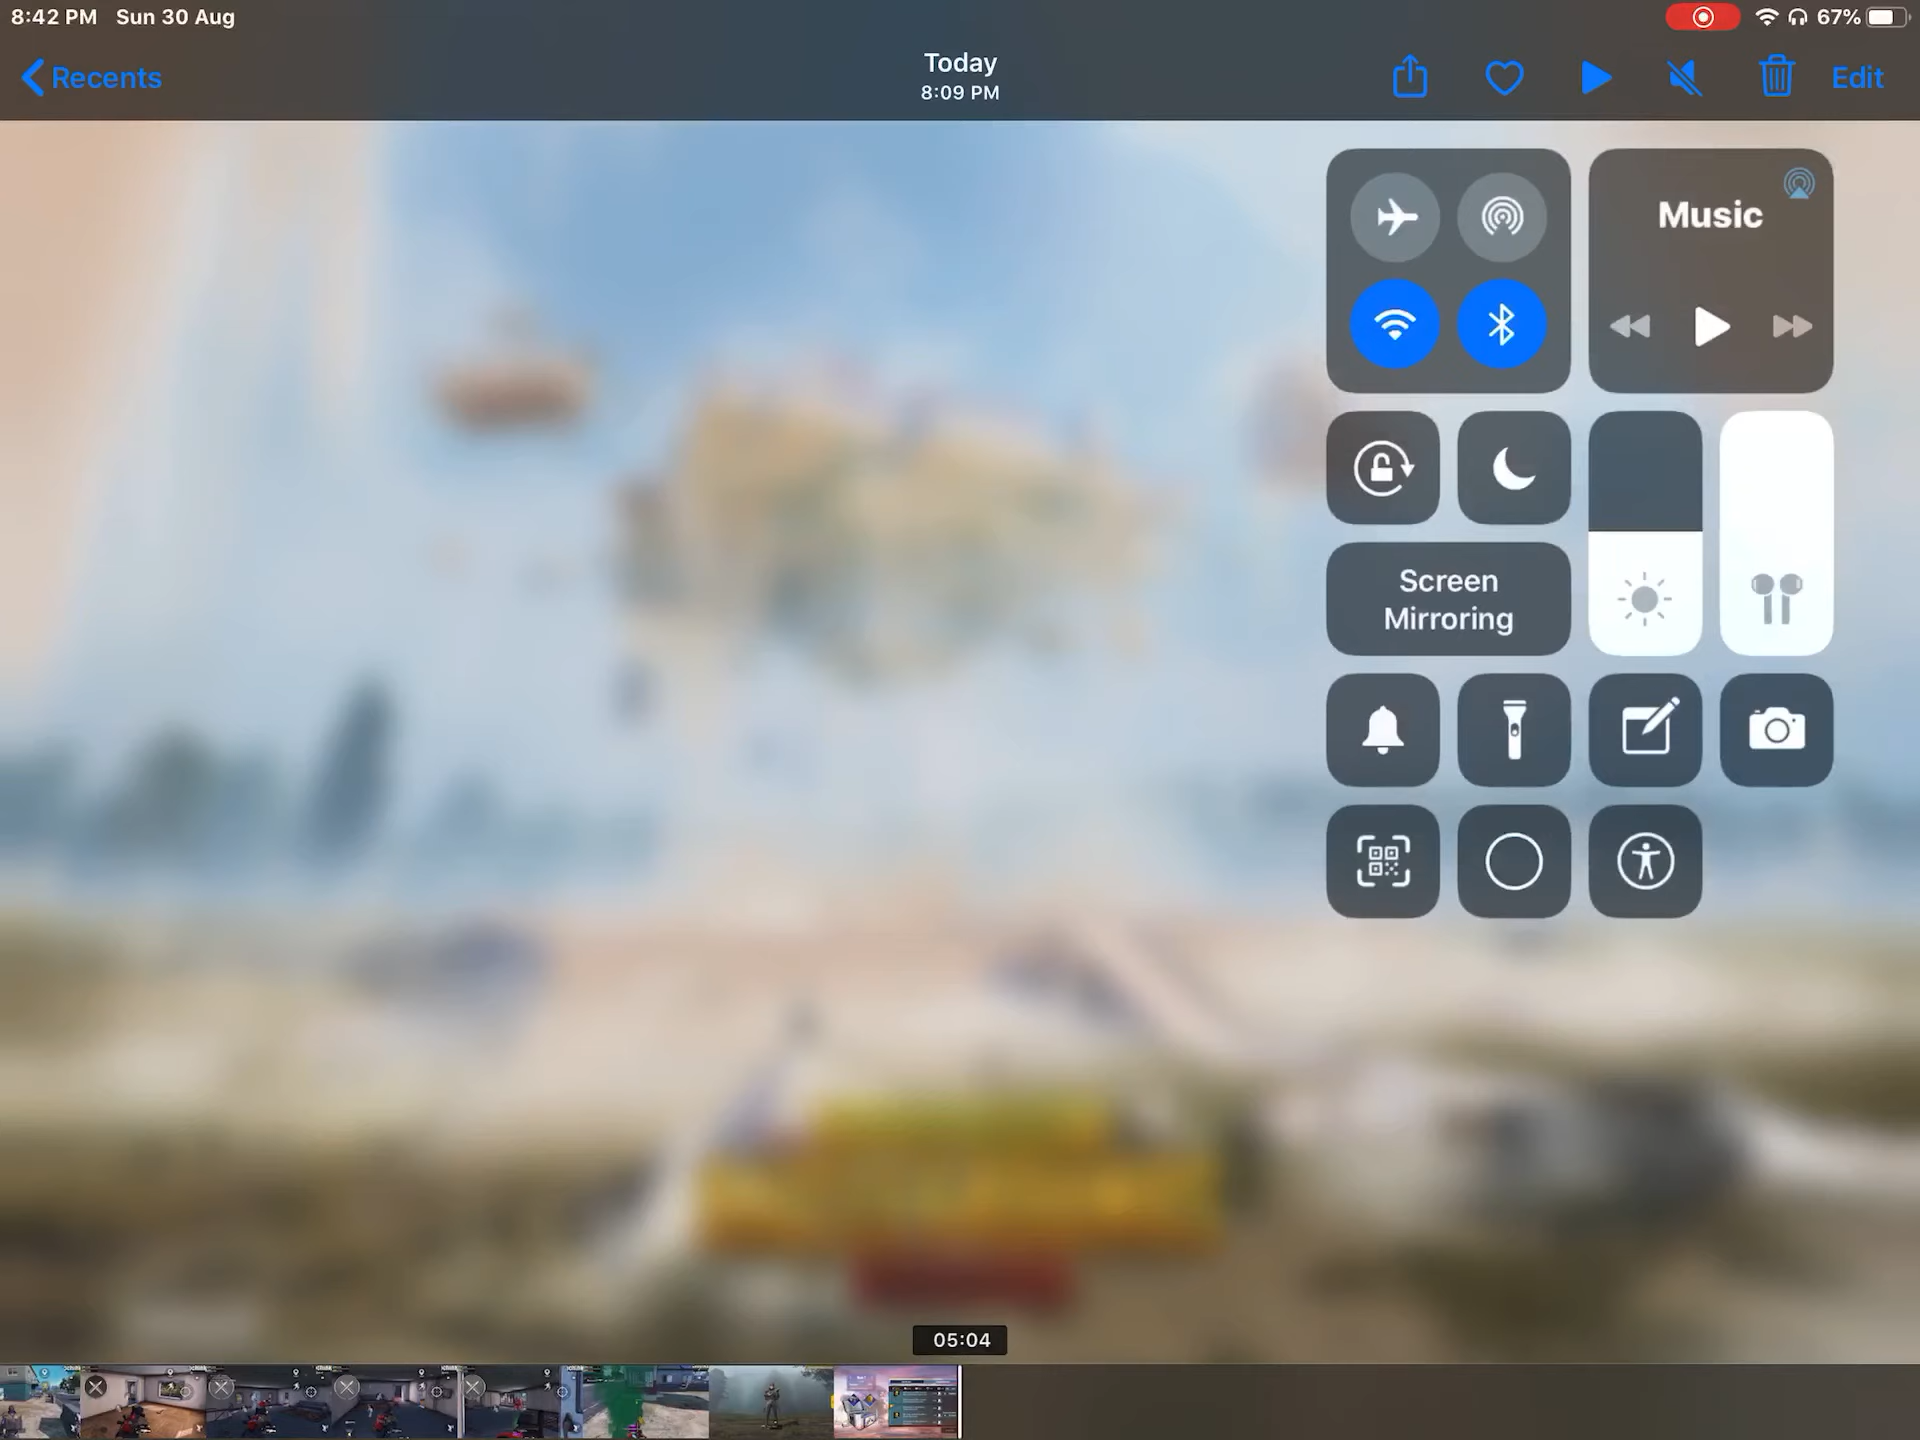 8:42 PM Sun 30 Aug
67%
Recents
Today
8:09 PM
Edit
Music
Screen
Mirroring
05:04